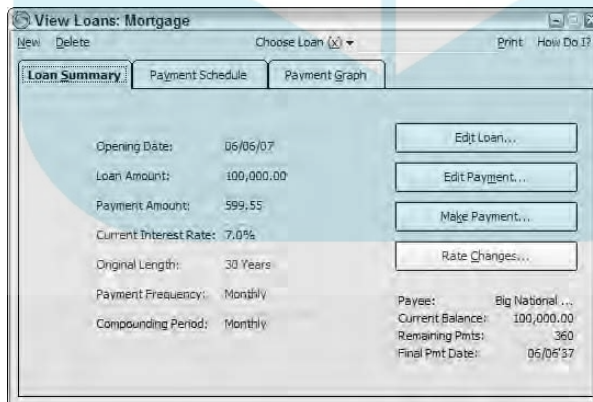 View Loans: Mortgage
New Delete Choose Loan (X) Print How Do I?
Loan Summary Payment Schedule Payment Graph
Opening Date: 06/06/07
Loan Amount: 100,000.00
Payment Amount: 599.55
Current Interest Rate: 7.0%
Original Length: 30 Years
Payment Frequency: Monthly
Compounding Period: Monthly
Edit Loan...
Edit Payment...
Make Payment...
Rate Changes...
Payee: Big National ...
Current Balance: 100,000.00
Remaining Pmts: 360
Final Pmt Date: 06/06/37